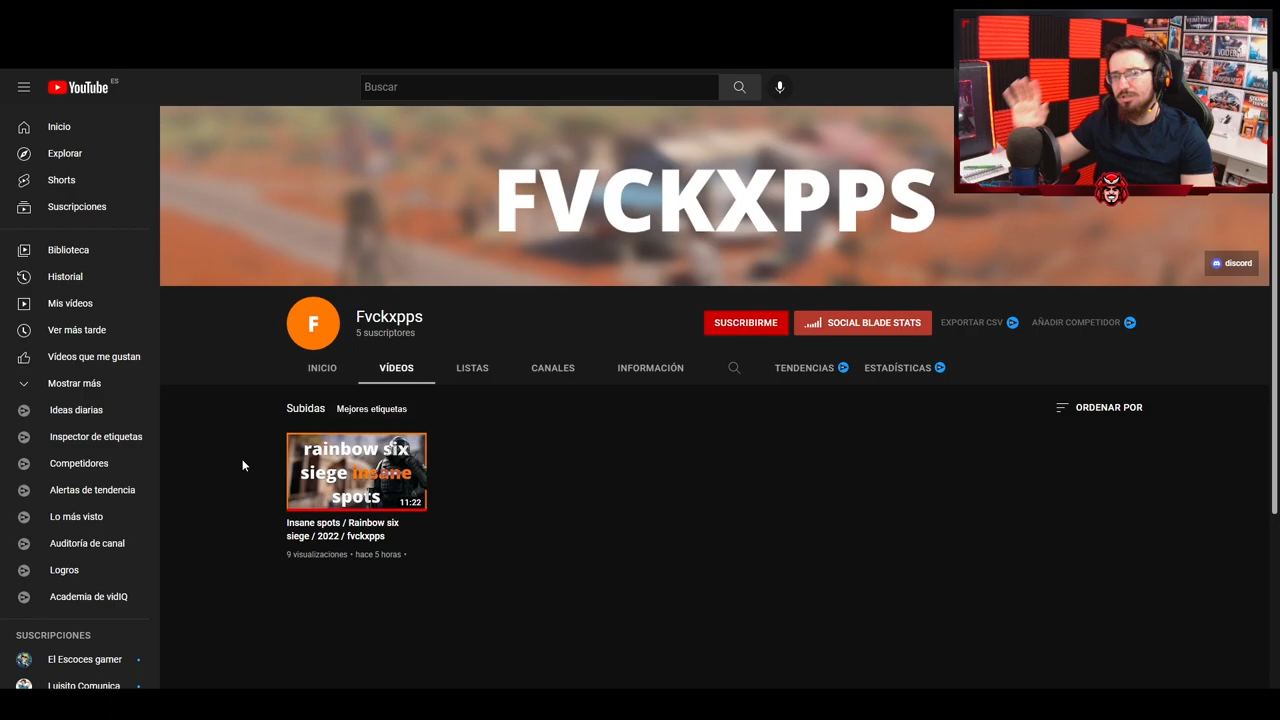 YouTube ES
Buscar
Inicio
Explorar
Shorts
Suscripciones
Biblioteca
Historial
Mis vídeos
Ver más tarde
Vídeos que me gustan
Mostrar más
Ideas diarias
Inspector de etiquetas
Competidores
Alertas de tendencia
Lo más visto
Auditoría de canal
Logros
Academia de vidIQ
SUSCRIPCIONES
El Escoces gamer
Luisito Comunica
FVCKXPPS
discord
F
Fvckxpps
5 suscriptores
SUSCRIBIRME
SOCIAL BLADE STATS
EXPORTAR CSV
AÑADIR COMPETIDOR
INICIO
VÍDEOS
LISTAS
CANALES
INFORMACIÓN
TENDENCIAS
ESTADÍSTICAS
Subidas
Mejores etiquetas
ORDENAR POR
rainbow six
siege insane
spots
11:22
Insane spots / Rainbow six
siege / 2022 / fvckxpps
9 visualizaciones • hace 5 horas •